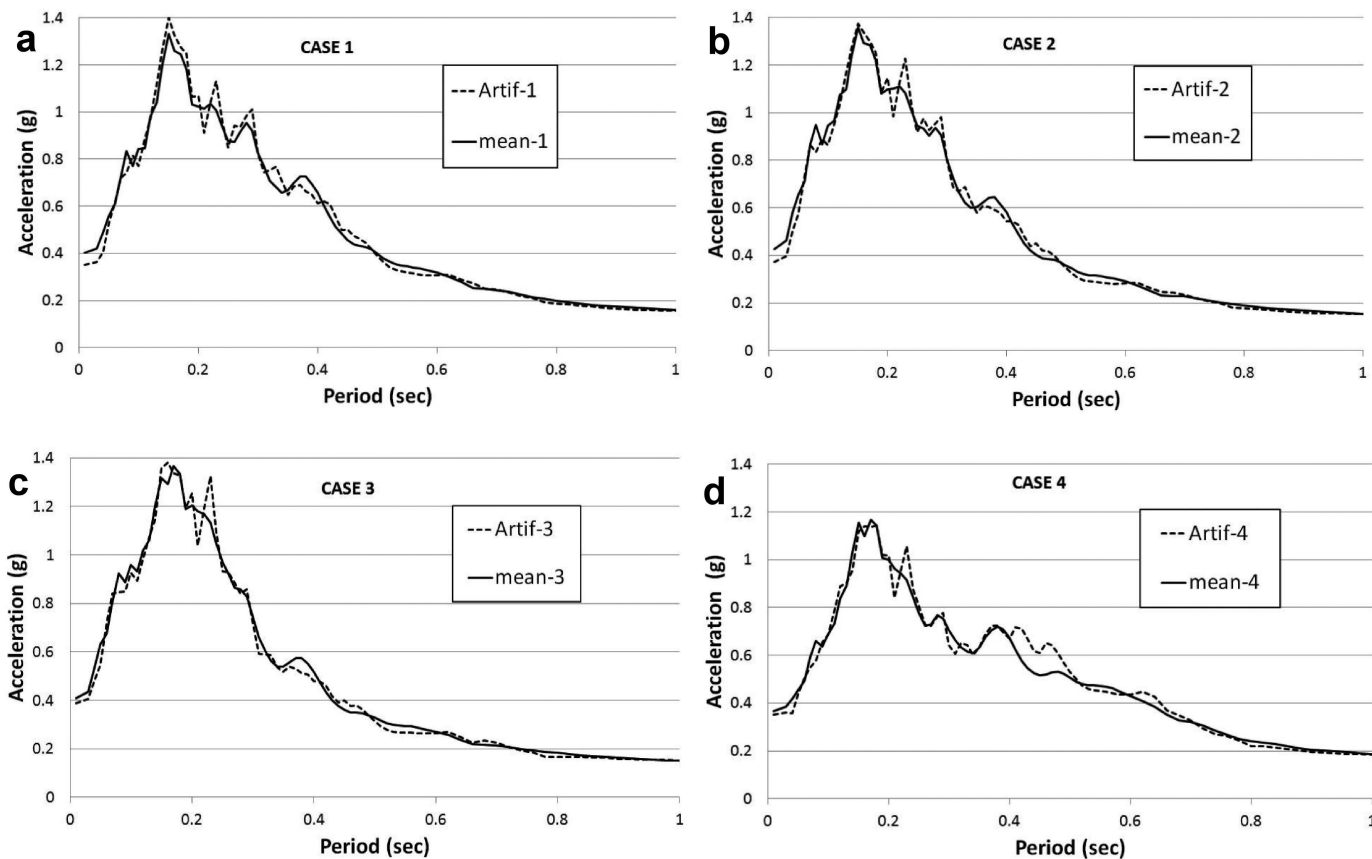 a
CASE 1
Artif-1
mean-1
Acceleration (g)
1.4
1.2
1
0.8
0.6
0.4
0.2
0
0 0.2 0.4 0.6 0.8 1
Period (sec)
b
CASE 2
Artif-2
mean-2
Acceleration (g)
1.4
1.2
1
0.8
0.6
0.4
0.2
0
0 0.2 0.4 0.6 0.8 1
Period (sec)
c
CASE 3
Artif-3
mean-3
Acceleration (g)
1.4
1.2
1
0.8
0.6
0.4
0.2
0
0 0.2 0.4 0.6 0.8 1
Period (sec)
d
CASE 4
Artif-4
mean-4
Acceleration (g)
1.4
1.2
1
0.8
0.6
0.4
0.2
0
0 0.2 0.4 0.6 0.8 1
Period (sec)